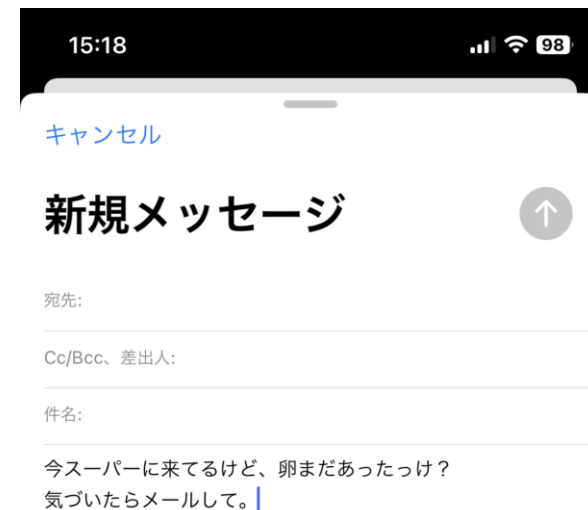 15:18
98
キャンセル
新規メッセージ
宛先:
Cc/Bcc、差出人:
件名:
今スーパーに来てるけど、卵まだあったっけ？
気づいたらメールして。